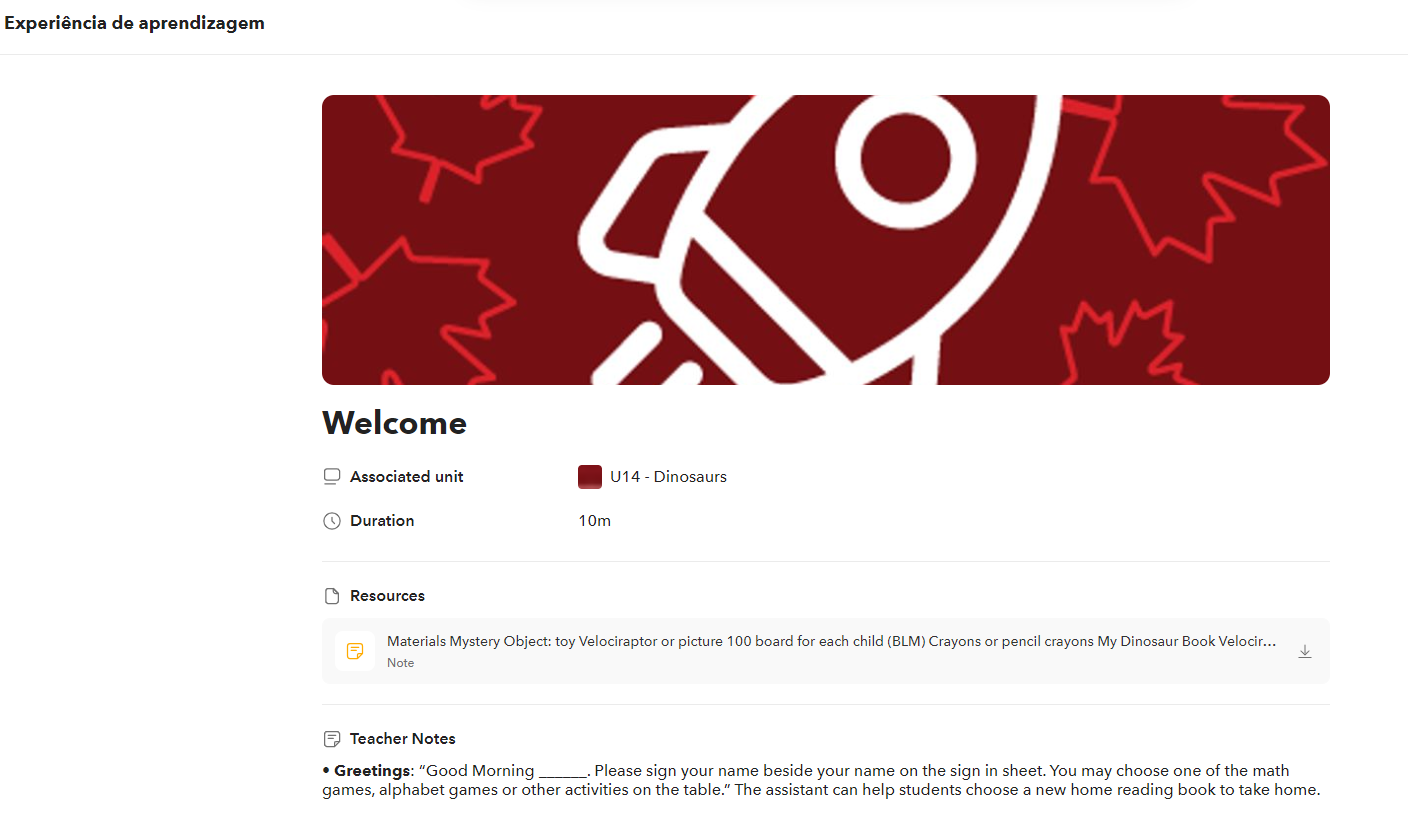 Experiência de aprendizagem
Welcome
Associated unit
U14 - Dinosaurs
Duration
10m
Resources
Materials Mystery Object: toy Velociraptor or picture 100 board for each child (BLM) Crayons or pencil crayons My Dinosaur Book Velocir...
Note
Teacher Notes
• Greetings: “Good Morning ______. Please sign your name beside your name on the sign in sheet. You may choose one of the math
games, alphabet games or other activities on the table.” The assistant can help students choose a new home reading book to take home.